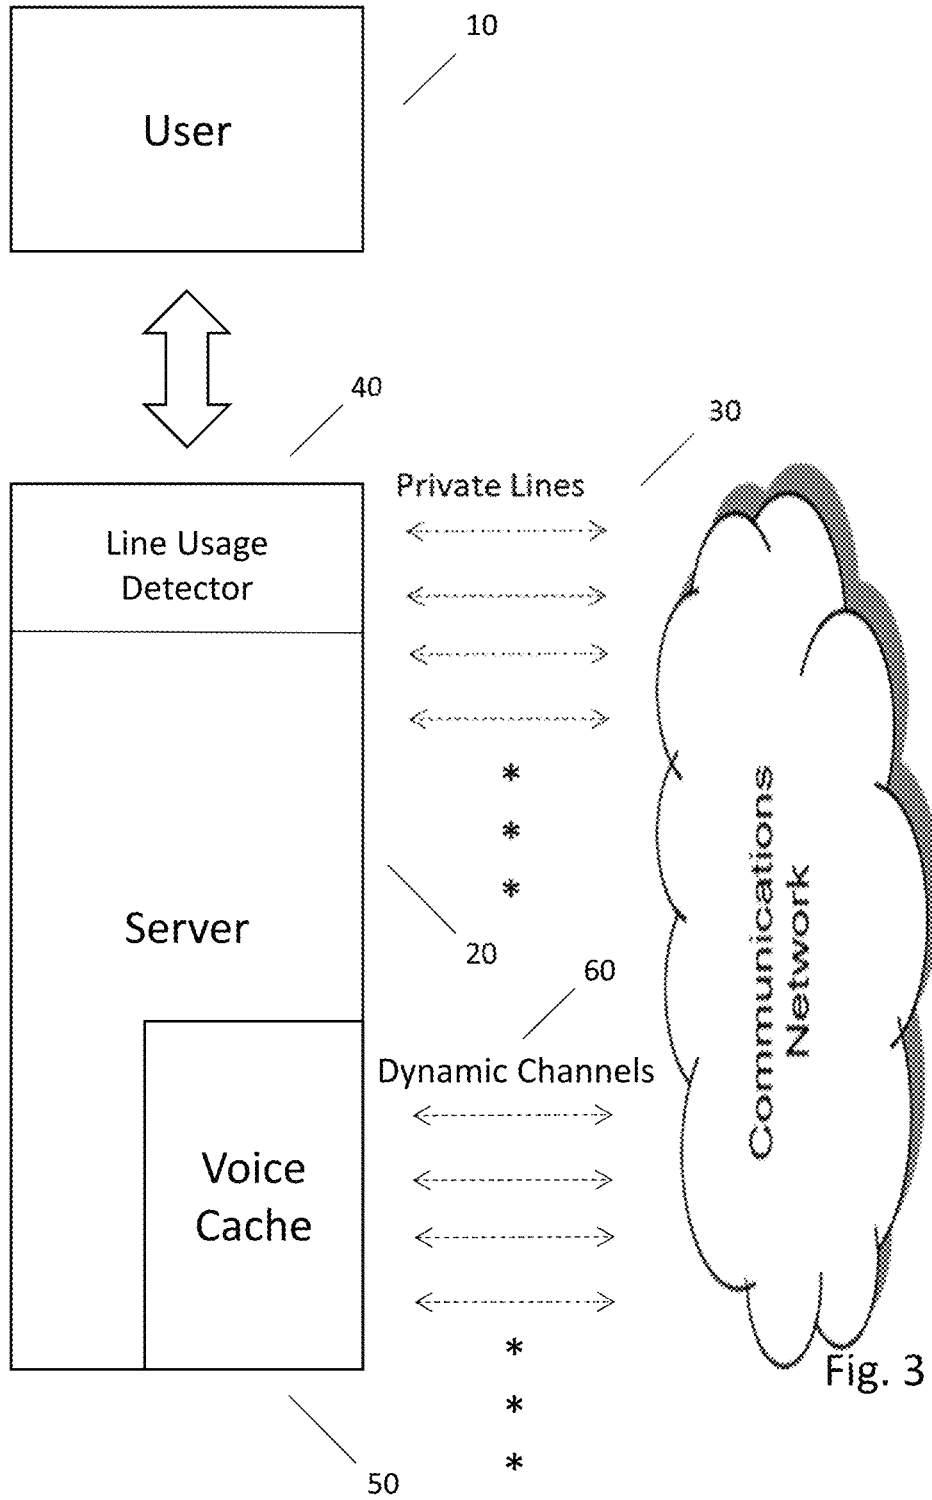 10
User
40
30
Private Lines
Line Usage
Detector
*
*
*
Communications
Network
Server
20
60
Dynamic Channels
Voice
Cache
*
*
*
Fig. 3
50